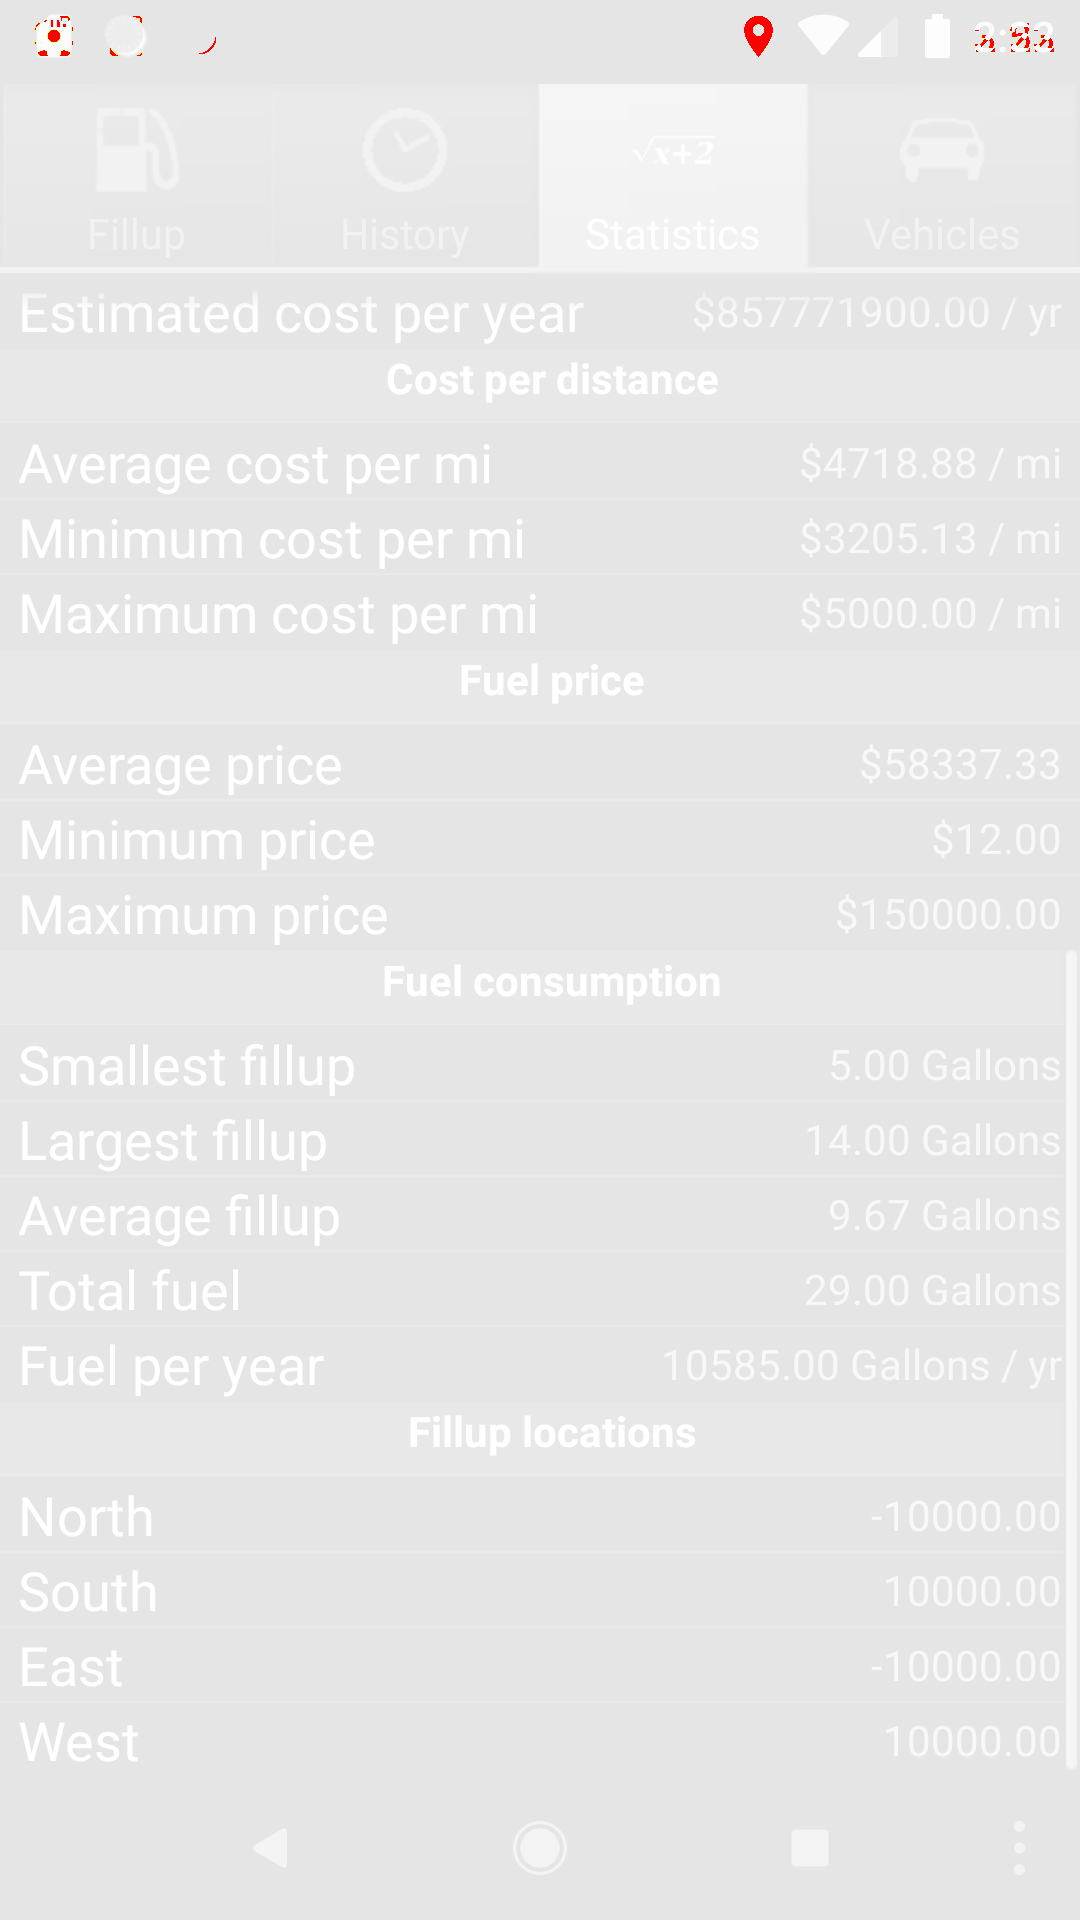 2:33
√x+2
Fillup History Statistics Vehicles
Estimated cost per year $857771900.00 / yr
Cost per distance
Average cost per mi $4718.88 / mi
Minimum cost per mi $3205.13 / mi
Maximum cost per mi $5000.00 / mi
Fuel price
Average price $58337.33
Minimum price $12.00
Maximum price $150000.00
Fuel consumption
Smallest fillup 5.00 Gallons
Largest fillup 14.00 Gallons
Average fillup 9.67 Gallons
Total fuel 29.00 Gallons
Fuel per year 10585.00 Gallons / yr
Fillup locations
North -10000.00
South 10000.00
East -10000.00
West 10000.00